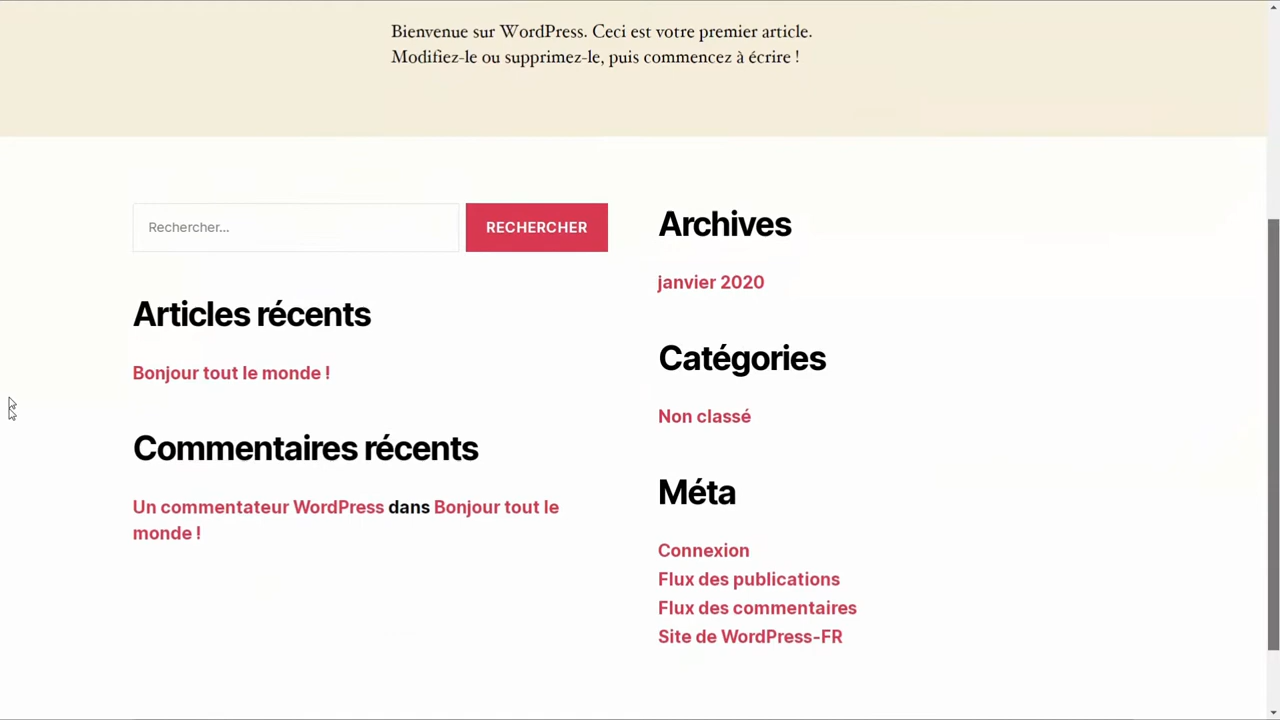 Bienvenue sur WordPress. Ceci est votre premier article.
Modifiez-le ou supprimez-le, puis commencez à écrire !
Rechercher...
RECHERCHER
Articles récents
Bonjour tout le monde !
Commentaires récents
Un commentateur WordPress dans Bonjour tout le
monde !
Archives
janvier 2020
Catégories
Non classé
Méta
Connexion
Flux des publications
Flux des commentaires
Site de WordPress-FR